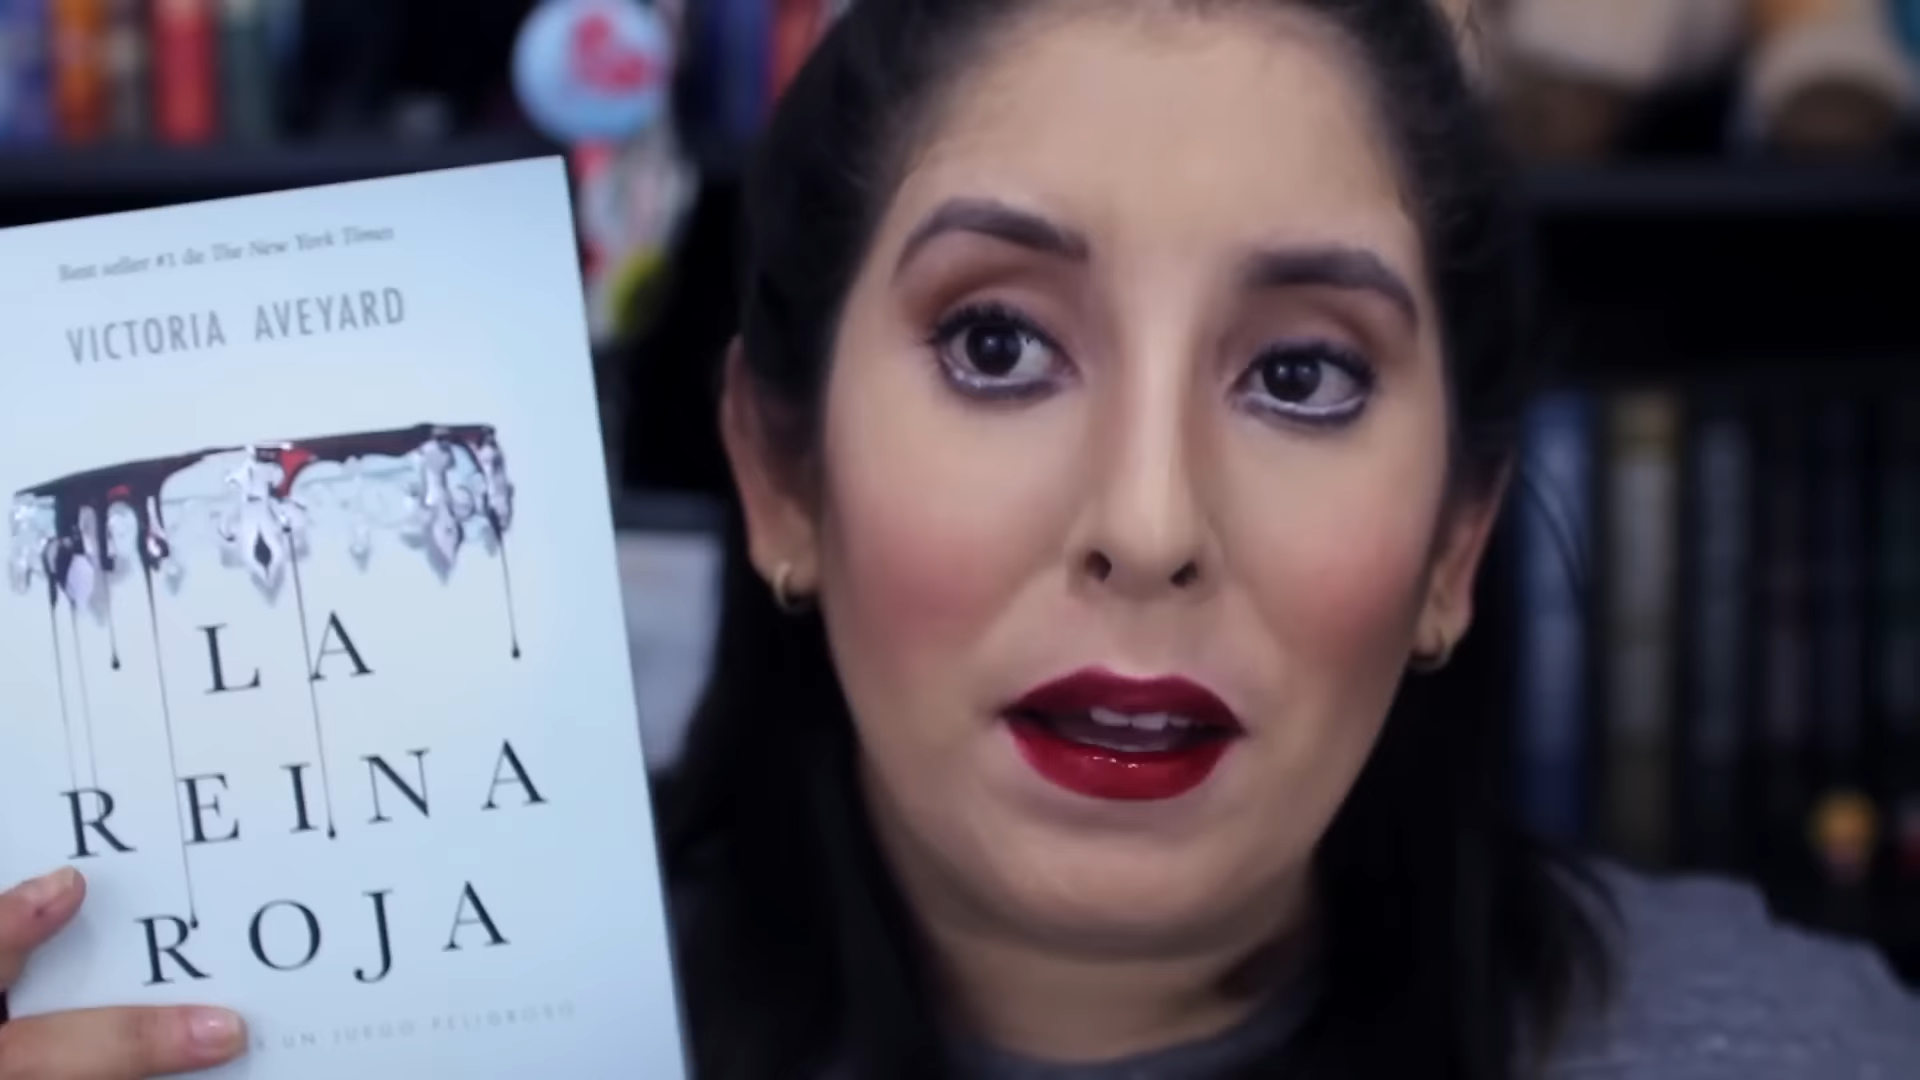 Best seller #1 de The New York Times
VICTORIA AVEYARD
LA
REINA
ROJA
UN JUEGO PELIGROSO